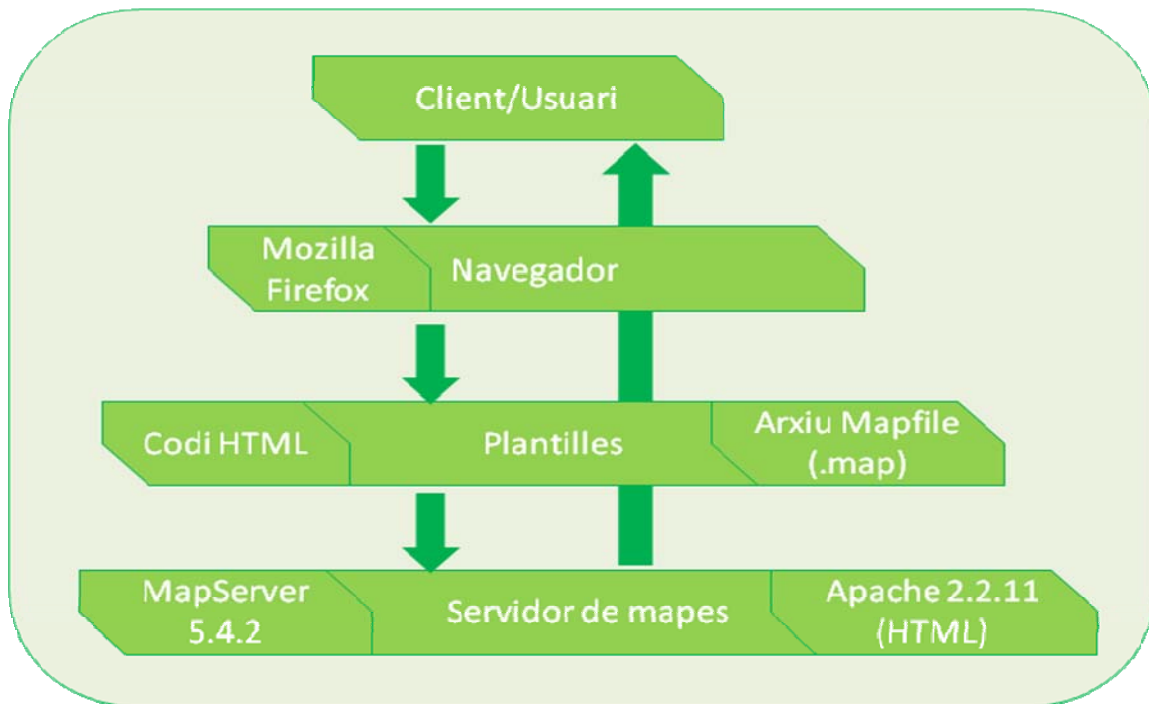 Client/Usuari
Mozilla
Firefox
Navegador
Codi HTML
Plantilles
Arxiu Mapfile
(.map)
MapServer
5.4.2
Servidor de mapes
Apache 2.2.11
(HTML)